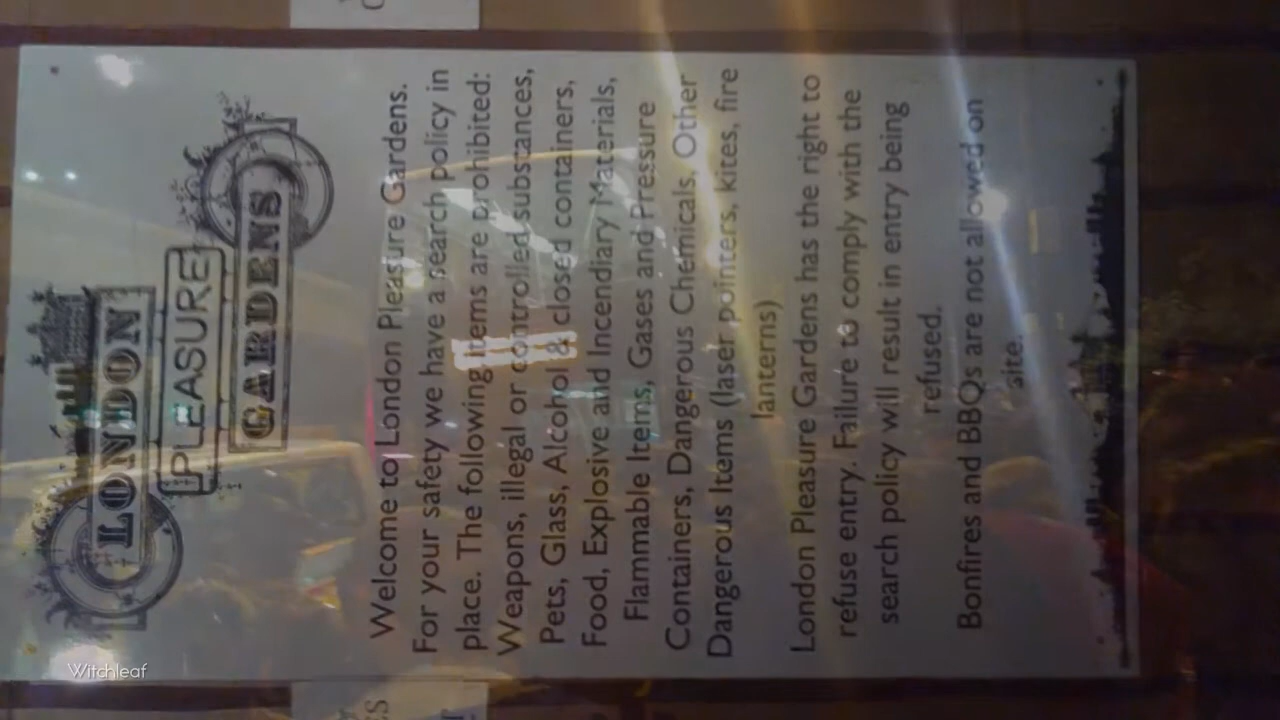 LONDON
PLEASURE
GARDENS
Welcome to London Pleasure Gardens.
For your safety we have a search policy in
place. The following items are prohibited:
Weapons, illegal or controlled substances,
Pets, Glass, Alcohol & closed containers,
Food, Explosive and Incendiary Materials,
Flammable Items, Gases and Pressure
Containers, Dangerous Chemicals, Other
Dangerous Items (laser pointers, kites, fire
lanterns)
London Pleasure Gardens has the right to
refuse entry. Failure to comply with the
search policy will result in entry being
refused.
Bonfires and BBQs are not allowed on
site.
Witchleaf